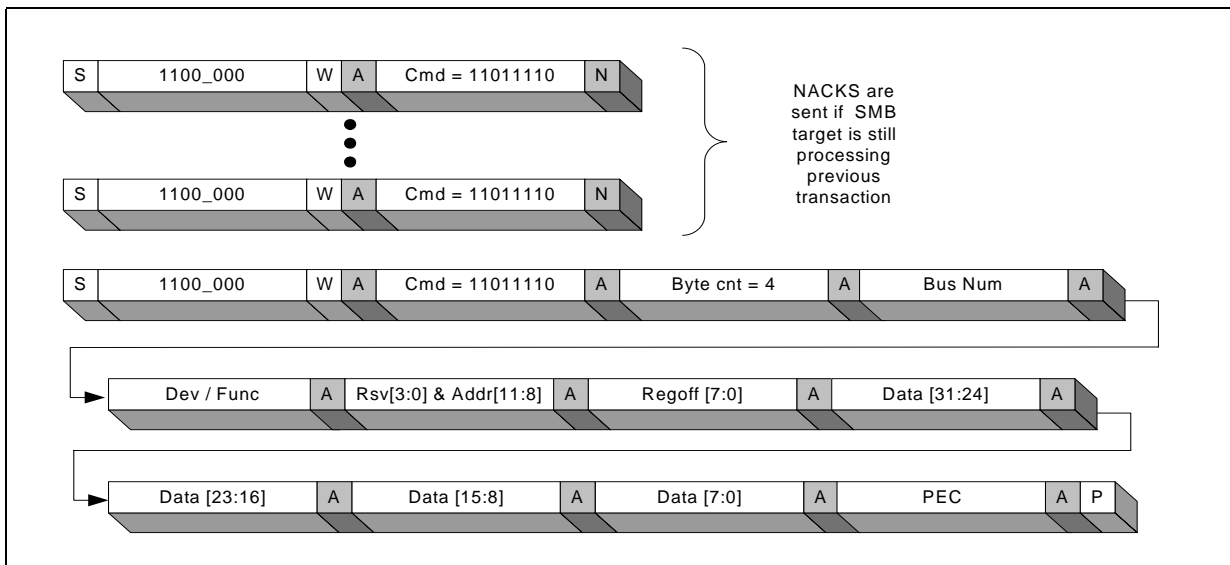 S 1100_000 W A Cmd = 11011110 N
NACKS are
sent if SMB
target is still
processing
previous
transaction
S 1100_000 W A Cmd = 11011110 N
S 1100_000 W A Cmd = 11011110 A Byte cnt = 4 A Bus Num A
Dev / Func A Rsv[3:0] & Addr[11:8] A Regoff [7:0] A Data [31:24] A
Data [23:16] A Data [15:8] A Data [7:0] A PEC A P